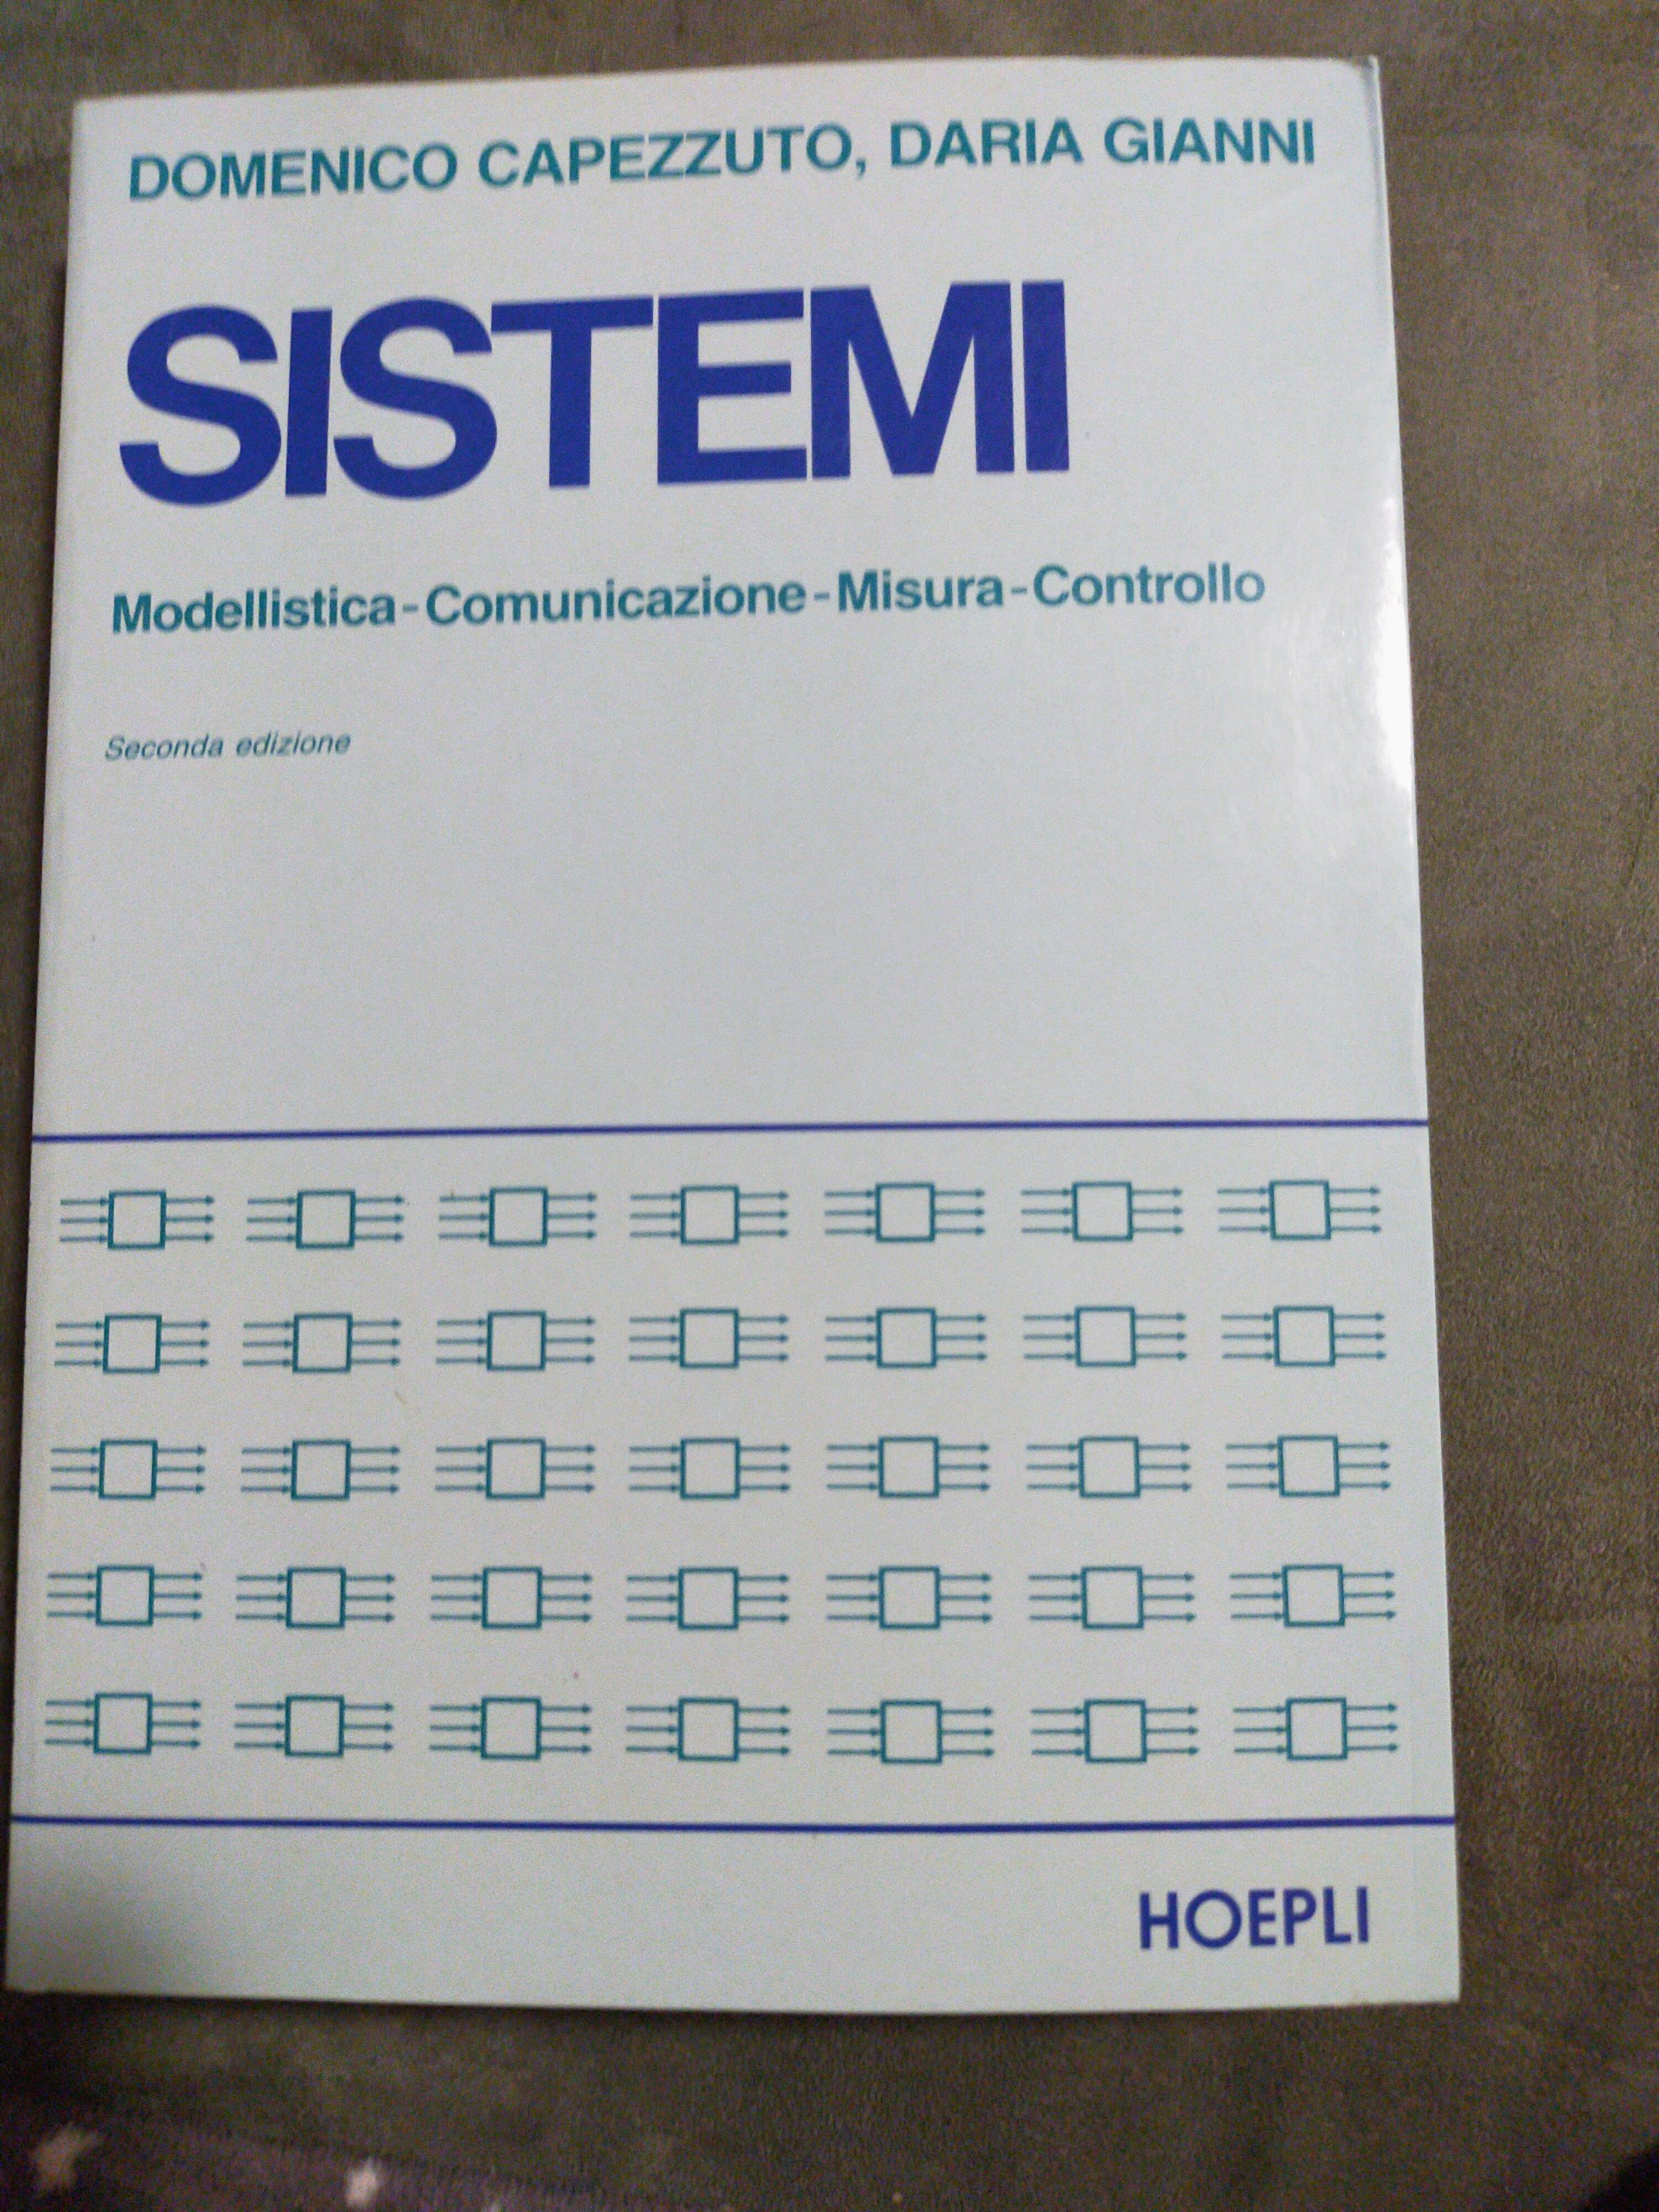 DOMENICO CAPEZZUTO, DARIA GIANNI
SISTEMI
Modellistica-Comunicazione-Misura-Controllo
Seconda edizione
HOEPLI